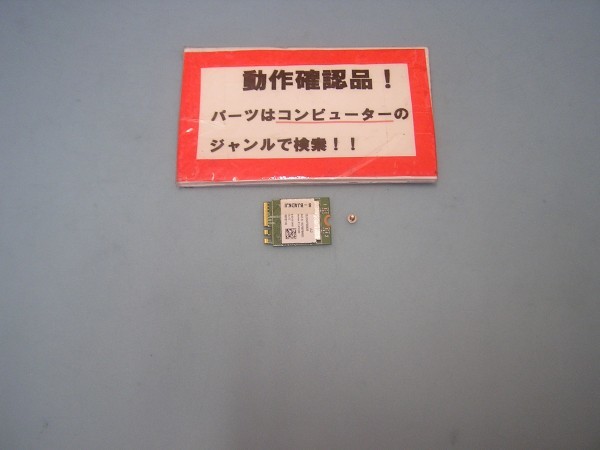 動作確認品！
パーツはコンピューターの
ジャンルで検索！！